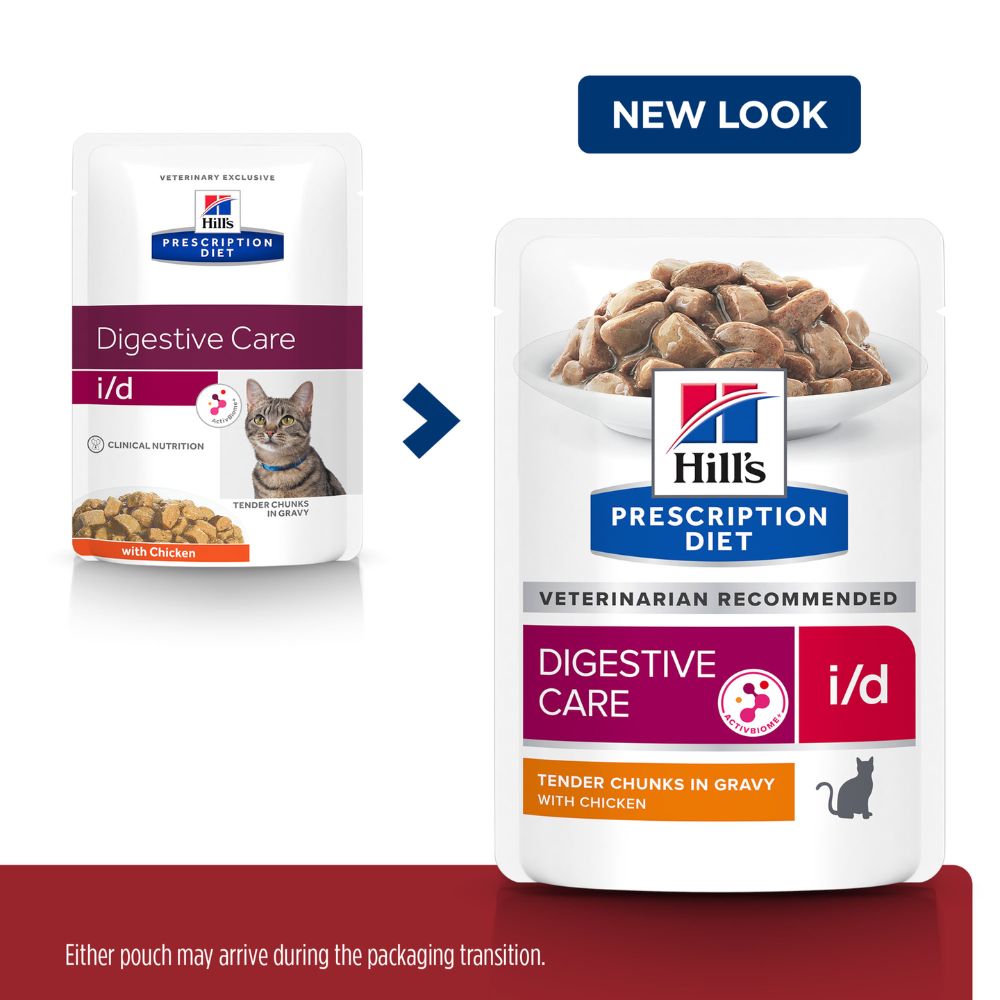 NEW LOOK
VETERINARY EXCLUSIVE
Hill's
PRESCRIPTION
DIET
Digestive Care
i/d
ActivBiome+
CLINICAL NUTRITION
TENDER CHUNKS
IN GRAVY
with Chicken
Hill's
PRESCRIPTION
DIET
VETERINARIAN RECOMMENDED
DIGESTIVE
CARE
ACTIVBIOME+
i/d
TENDER CHUNKS IN GRAVY
WITH CHICKEN
Either pouch may arrive during the packaging transition.